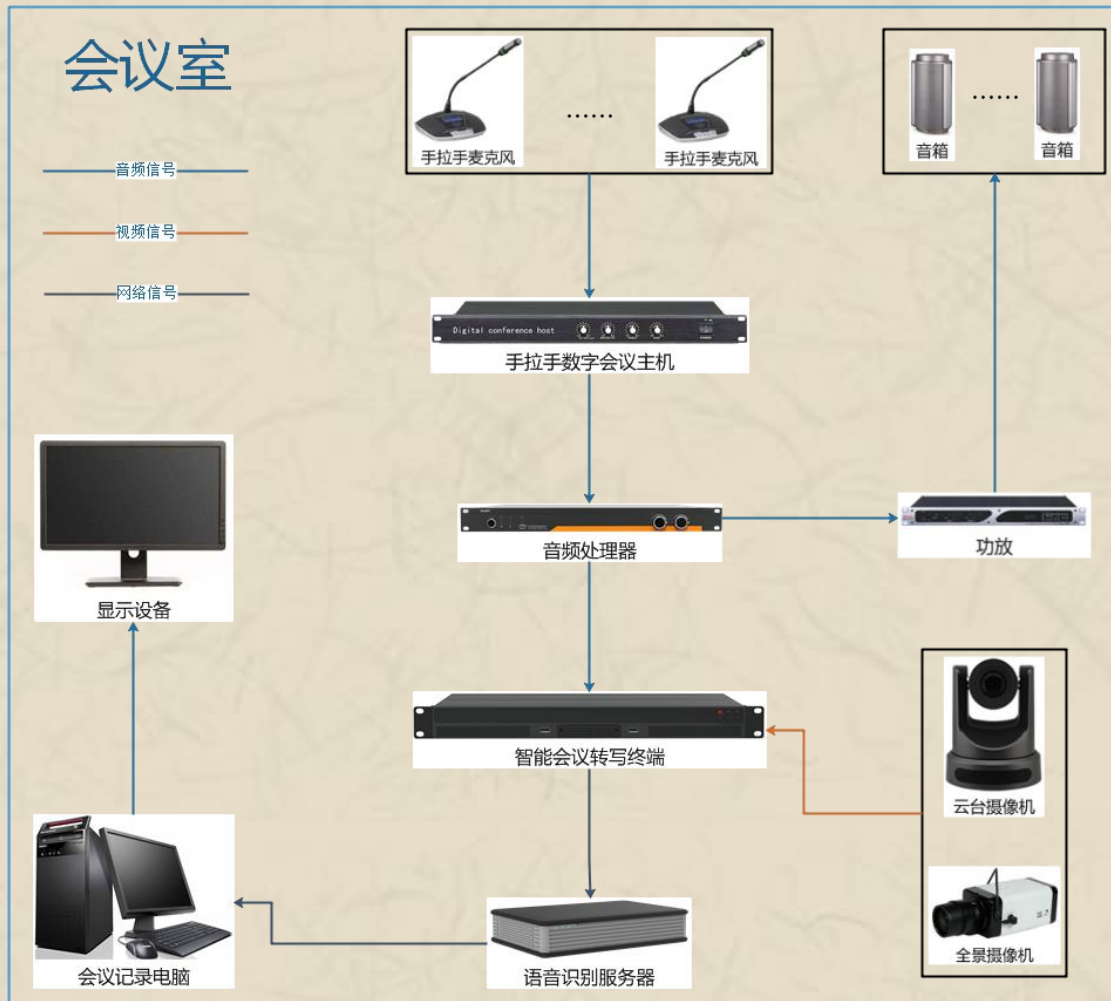 会议室
音频信号
视频信号
网络信号
手拉手麦克风
......
手拉手麦克风
音箱
......
音箱
Digital conference host
手拉手数字会议主机
音频处理器
功放
显示设备
智能会议转写终端
云台摄像机
会议记录电脑
语音识别服务器
全景摄像机